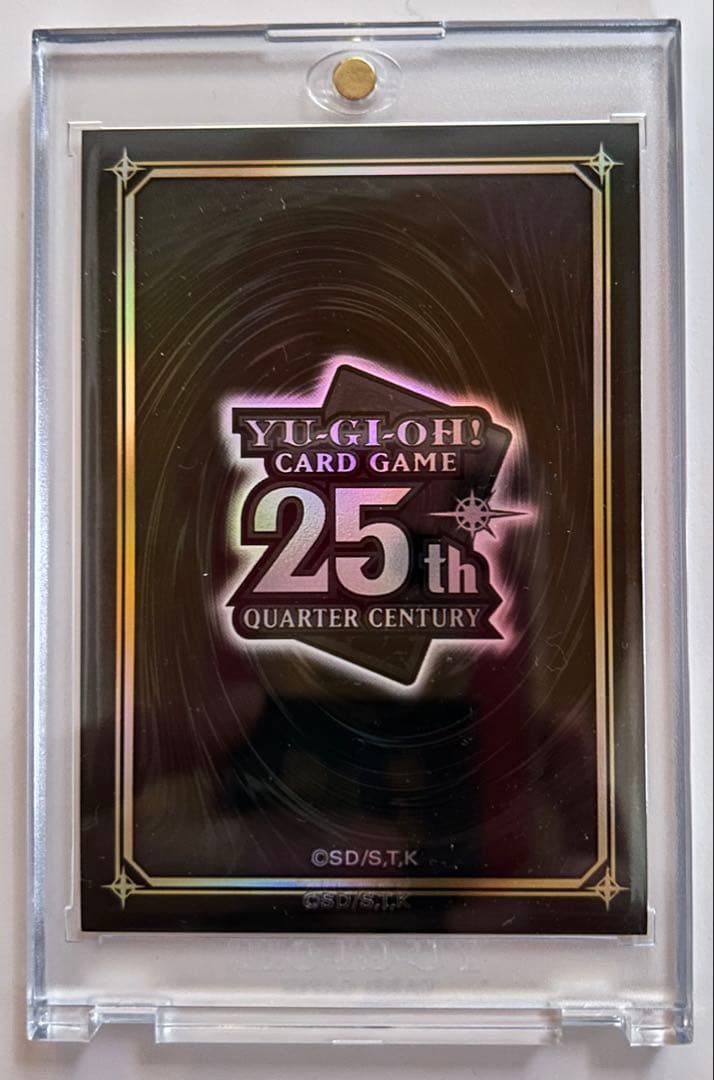 YU-GI-OH!
CARD GAME
25th
QUARTER CENTURY
©SD/S,T,K
©SD/S,T,K